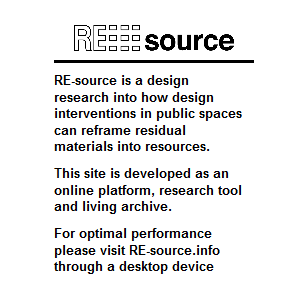 RE source
RE-source is a design
research into how design
interventions in public spaces
can reframe residual
materials into resources.
This site is developed as an
online platform, research tool
and living archive.
For optimal performance
please visit RE-source.info
through a desktop device